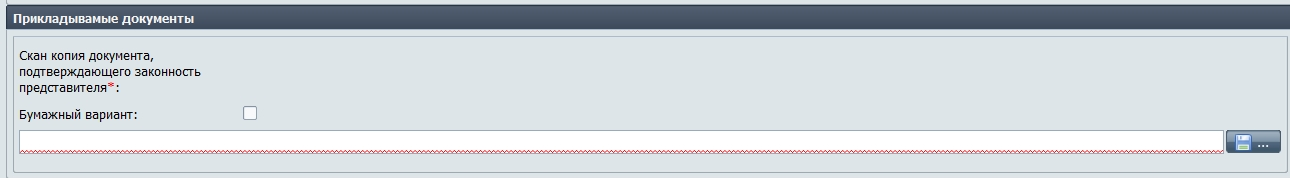 Прикладывамые документы
Скан копия документа,
подтверждающего законность
представителя*:
Бумажный вариант:
...